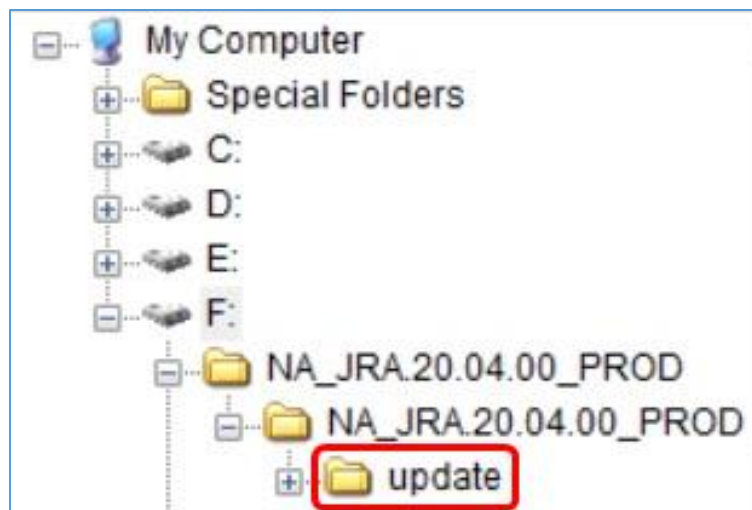 My Computer
Special Folders
C:
D:
E:
F:
NA_JRA.20.04.00_PROD
NA_JRA.20.04.00_PROD
update